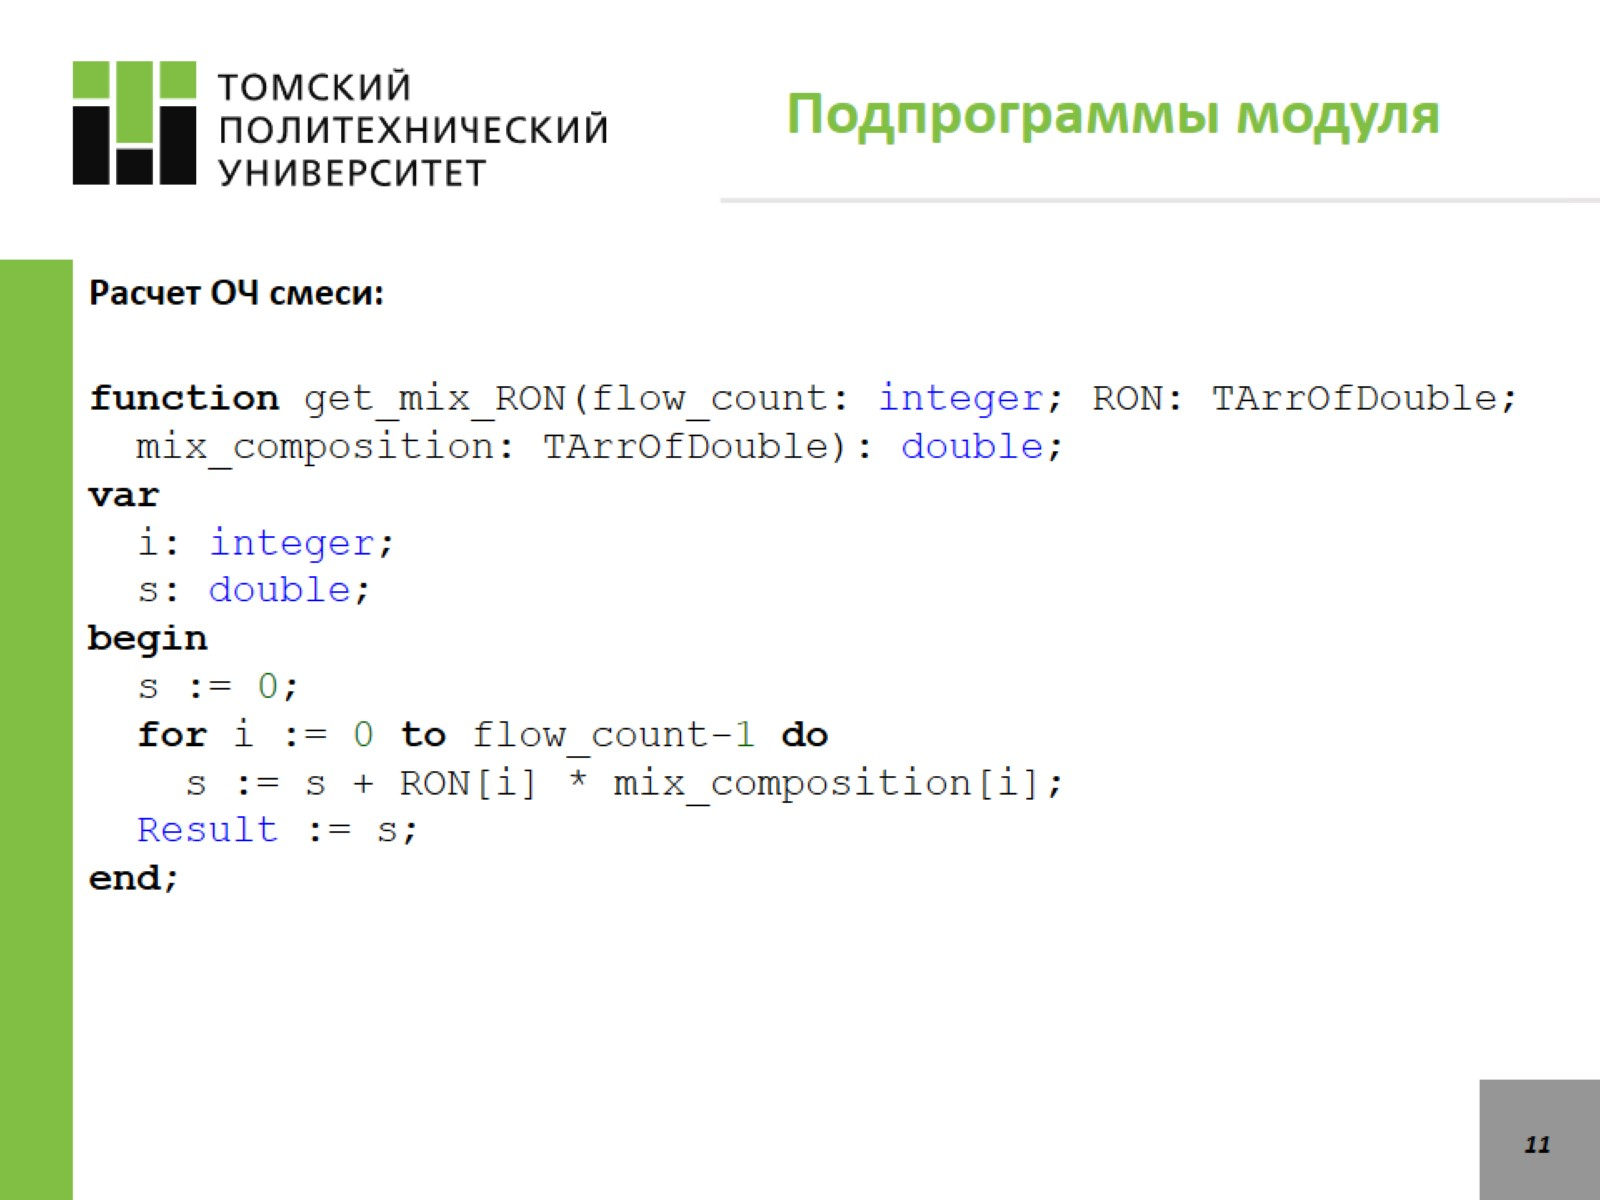 ТОМСКИЙ
ПОЛИТЕХНИЧЕСКИЙ
УНИВЕРСИТЕТ
Подпрограммы модуля
Расчет ОЧ смеси:
function get_mix_RON(flow_count: integer; RON: TArrOfDouble;
  mix_composition: TArrOfDouble): double;
var
  i: integer;
  s: double;
begin
  s := 0;
  for i := 0 to flow_count-1 do
    s := s + RON[i] * mix_composition[i];
  Result := s;
end;
11